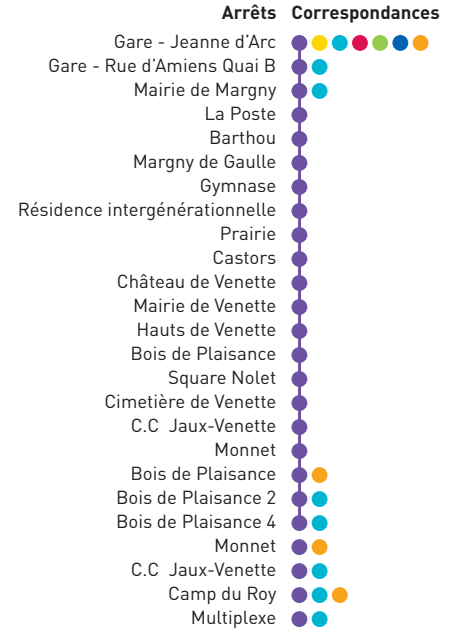 Arrêts Correspondances
Gare - Jeanne d'Arc
Gare - Rue d'Amiens Quai B
Mairie de Margny
La Poste
Barthou
Margny de Gaulle
Gymnase
Résidence intergénérationnelle
Prairie
Castors
Château de Venette
Mairie de Venette
Hauts de Venette
Bois de Plaisance
Square Nolet
Cimetière de Venette
C.C Jaux-Venette
Monnet
Bois de Plaisance
Bois de Plaisance 2
Bois de Plaisance 4
Monnet
C.C Jaux-Venette
Camp du Roy
Multiplexe